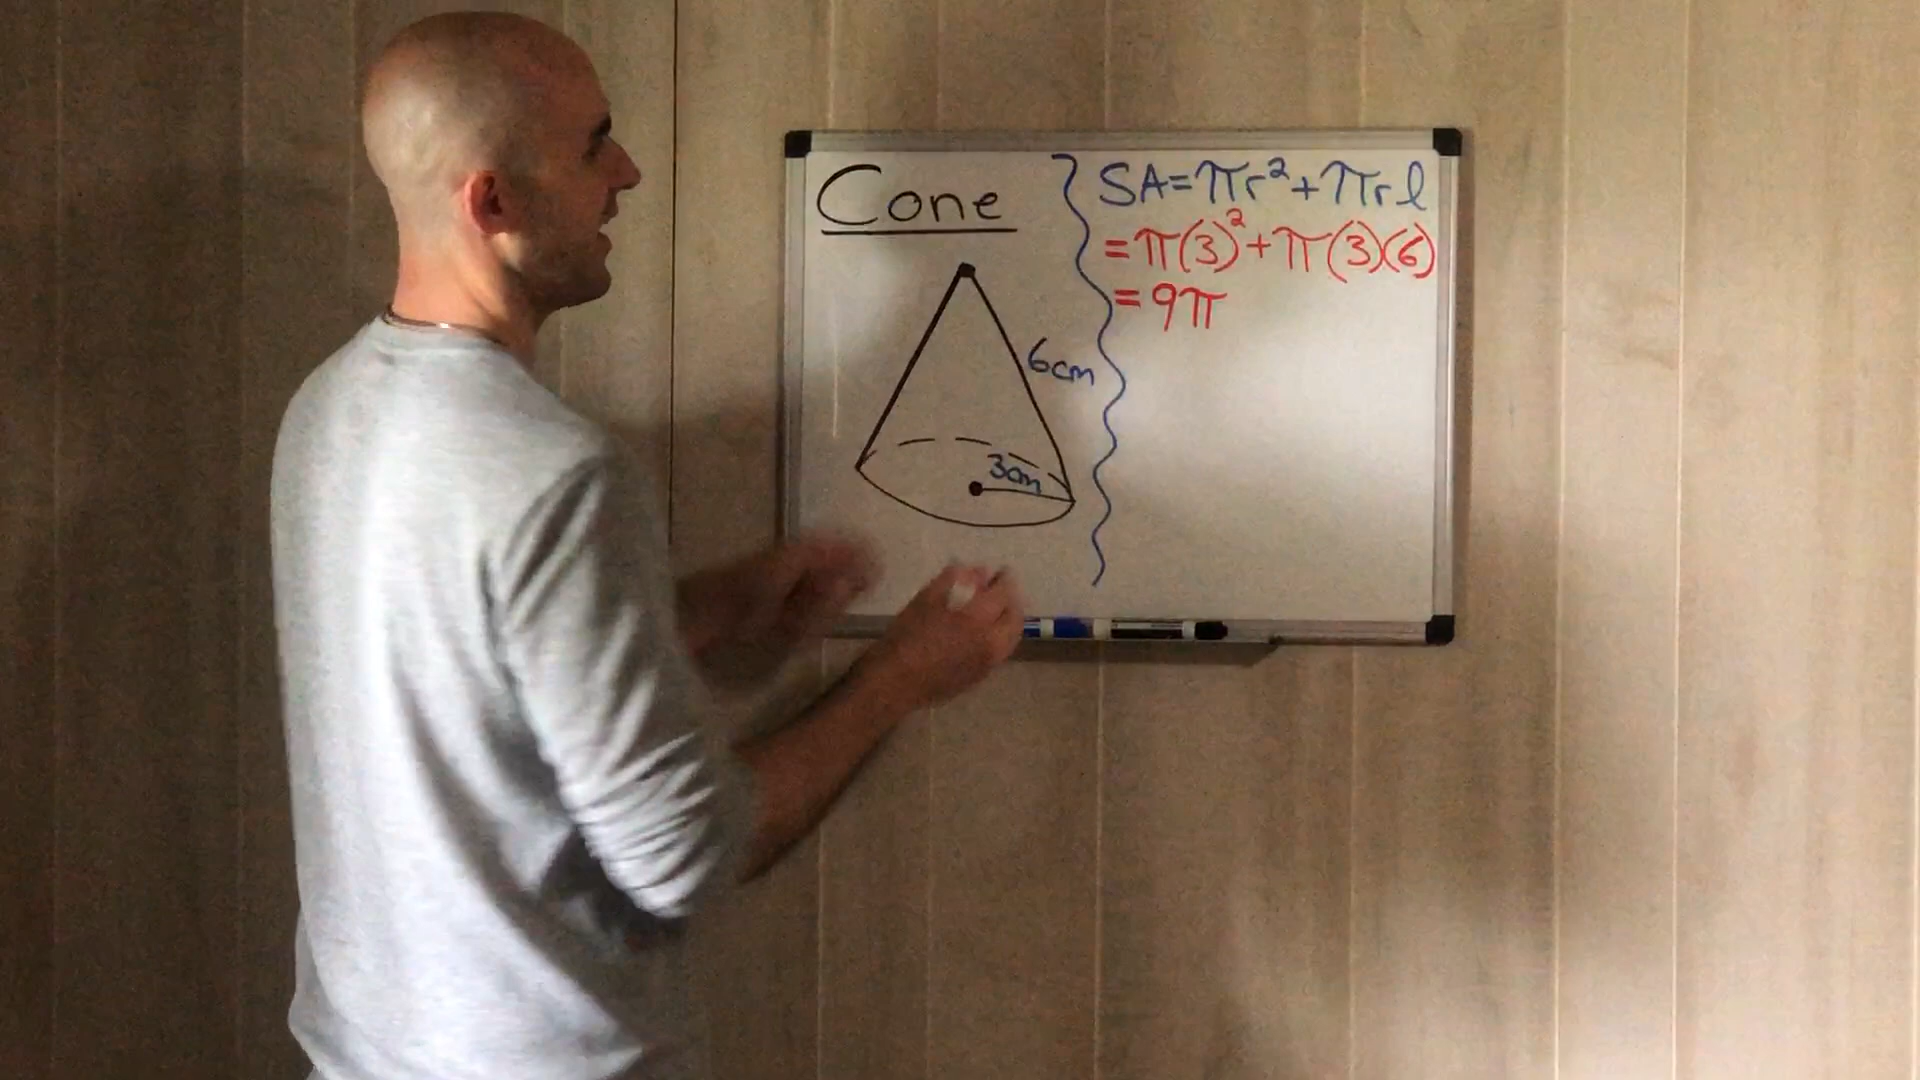 Cone
6cm
3cm
SA=πr²+πrl
=π(3)²+π(3)(6)
=9π